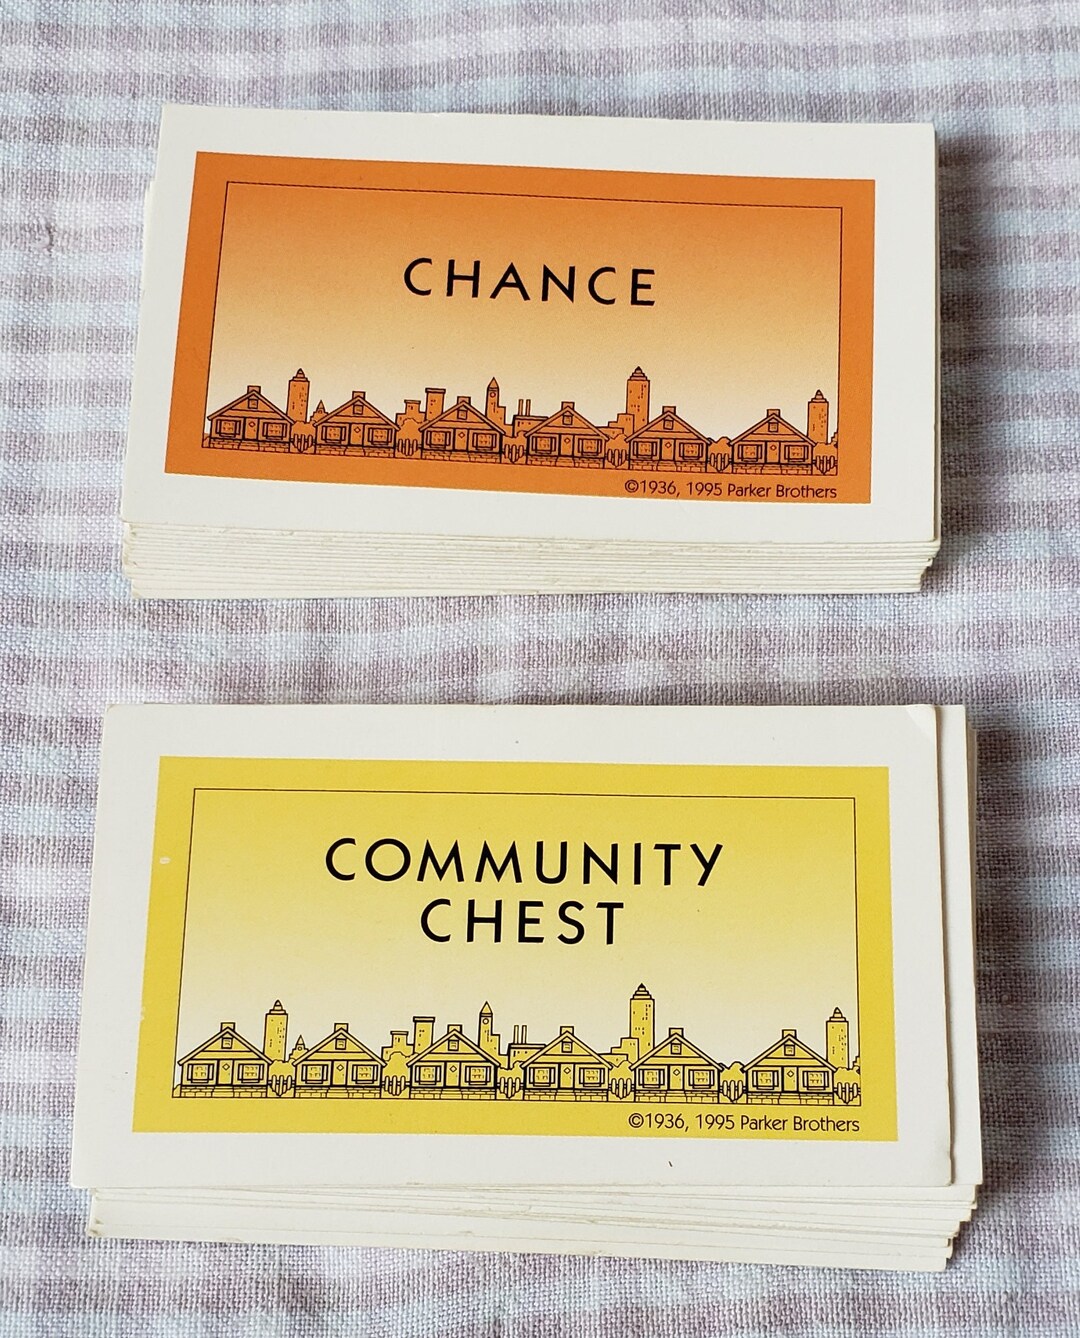 CHANCE
©1936, 1995 Parker Brothers
COMMUNITY
CHEST
©1936, 1995 Parker Brothers